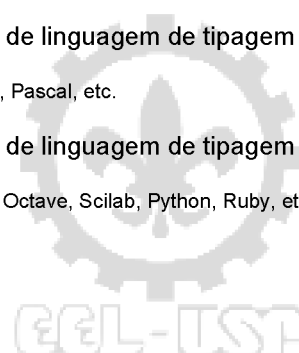 de linguagem de tipagem
, Pascal, etc.
de linguagem de tipagem
Octave, Scilab, Python, Ruby, et
EEL-USP